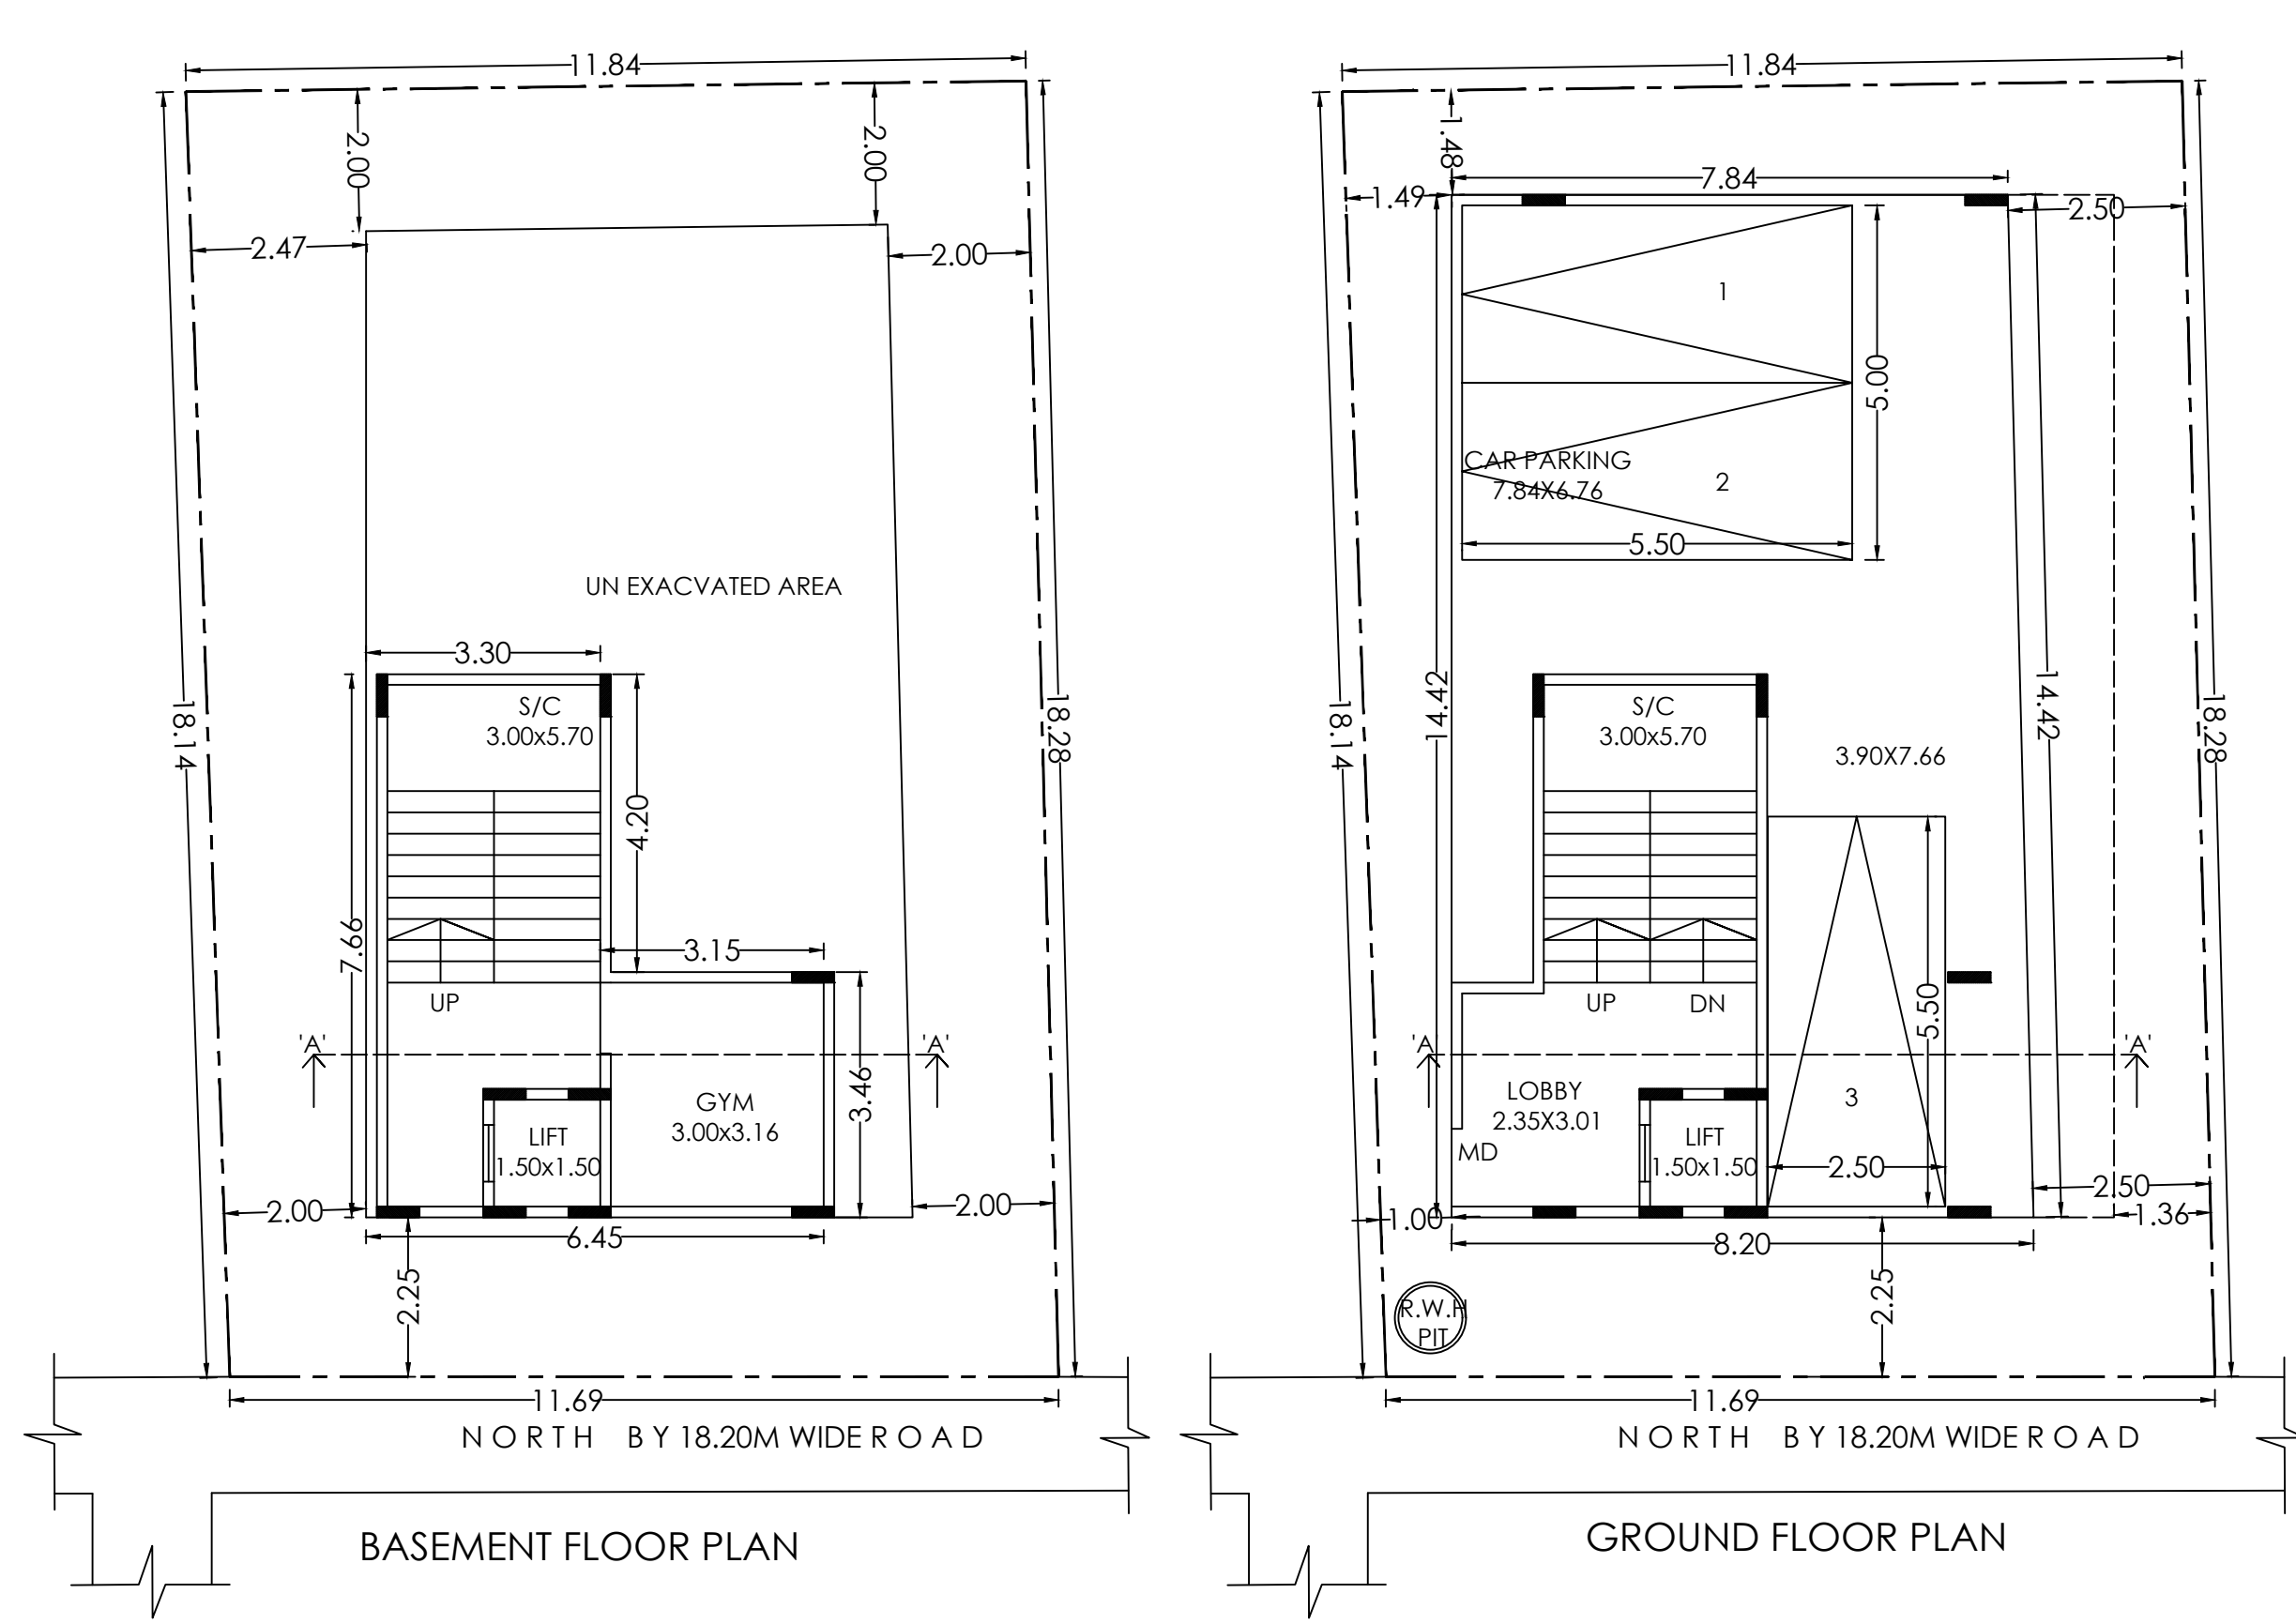 11.84
2.00
2.00
2.47
2.00
UN EXACVATED AREA
3.30
S/C
3.00x5.70
18.14
18.28
4.20
7.66
3.15
UP
'A'
'A'
3.46
GYM
3.00x3.16
LIFT
1.50x1.50
2.00
2.00
6.45
2.25
11.69
NORTH BY 18.20M WIDE ROAD
BASEMENT FLOOR PLAN
11.84
1.48
7.84
1.49
2.50
1
5.00
CAR PARKING
7.84X6.76
2
5.50
S/C
3.00x5.70
3.90X7.66
14.42
14.42
18.14
18.28
UP
DN
5.50
'A'
'A'
LOBBY
2.35X3.01
3
MD
LIFT
1.50x1.50
2.50
2.50
1.00
1.36
8.20
2.25
R.W.H
PIT
11.69
NORTH BY 18.20M WIDE ROAD
GROUND FLOOR PLAN